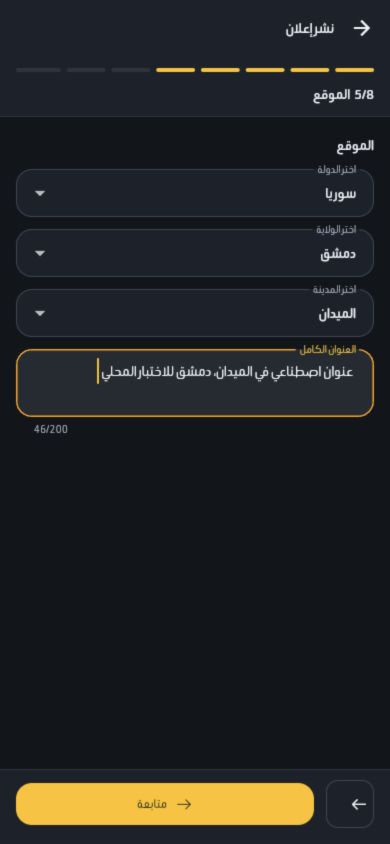 نشر إعلان
5/8 الموقع
الموقع
اختر الدولة
سوريا
اختر الولاية
دمشق
اختر المدينة
الميدان
العنوان الكامل
عنوان اصطناعي في الميدان، دمشق للاختبار المحلي
46/200
متابعة